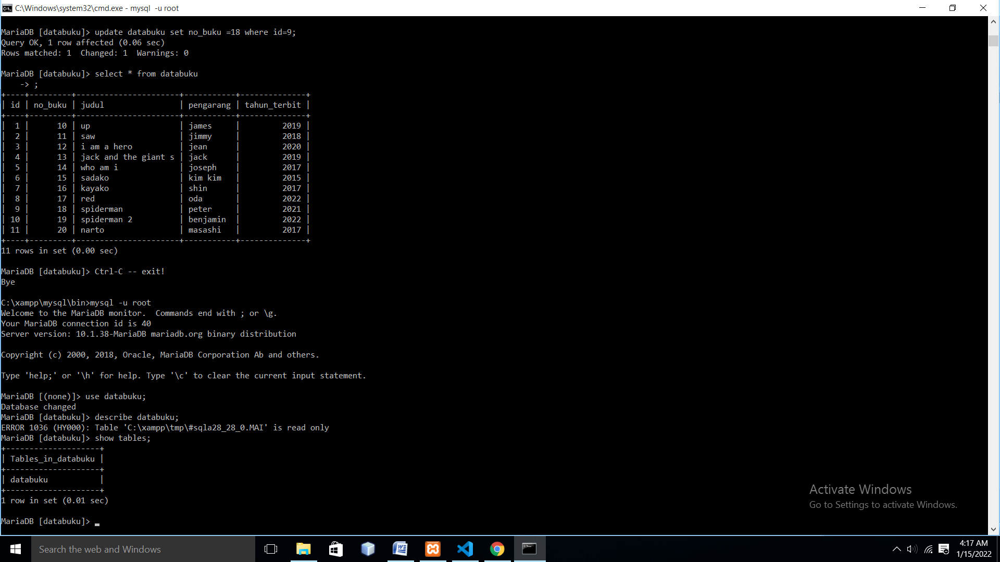 C:\Windows\system32\cmd.exe - mysql  -u root
MariaDB [databuku]> update databuku set no_buku =18 where id=9;
Query OK, 1 row affected (0.06 sec)
Rows matched: 1  Changed: 1  Warnings: 0
MariaDB [databuku]> select * from databuku
    -> ;
+----+---------+----------------------+-----------+--------------+
| id | no_buku | judul                | pengarang | tahun_terbit |
+----+---------+----------------------+-----------+--------------+
|  1 |      10 | up                   | james     |         2019 |
|  2 |      11 | saw                  | jimmy     |         2018 |
|  3 |      12 | i am a hero          | jean      |         2020 |
|  4 |      13 | jack and the giant s | jack      |         2019 |
|  5 |      14 | who am i             | joseph    |         2017 |
|  6 |      15 | sadako               | kim kim   |         2015 |
|  7 |      16 | kayako               | shin      |         2017 |
|  8 |      17 | red                  | oda       |         2022 |
|  9 |      18 | spiderman            | peter     |         2021 |
| 10 |      19 | spiderman 2          | benjamin  |         2022 |
| 11 |      20 | narto                | masashi   |         2017 |
+----+---------+----------------------+-----------+--------------+
11 rows in set (0.00 sec)
MariaDB [databuku]> Ctrl-C -- exit!
Bye
C:\xampp\mysql\bin>mysql -u root
Welcome to the MariaDB monitor.  Commands end with ; or \g.
Your MariaDB connection id is 40
Server version: 10.1.38-MariaDB mariadb.org binary distribution
Copyright (c) 2000, 2018, Oracle, MariaDB Corporation Ab and others.
Type 'help;' or '\h' for help. Type '\c' to clear the current input statement.
MariaDB [(none)]> use databuku;
Database changed
MariaDB [databuku]> describe databuku;
ERROR 1036 (HY000): Table 'C:\xampp\tmp\#sqla28_28_0.MAI' is read only
MariaDB [databuku]> show tables;
+--------------------+
| Tables_in_databuku |
+--------------------+
| databuku           |
+--------------------+
1 row in set (0.01 sec)
MariaDB [databuku]> _
Activate Windows
Go to Settings to activate Windows.
Search the web and Windows
4:17 AM
1/15/2022